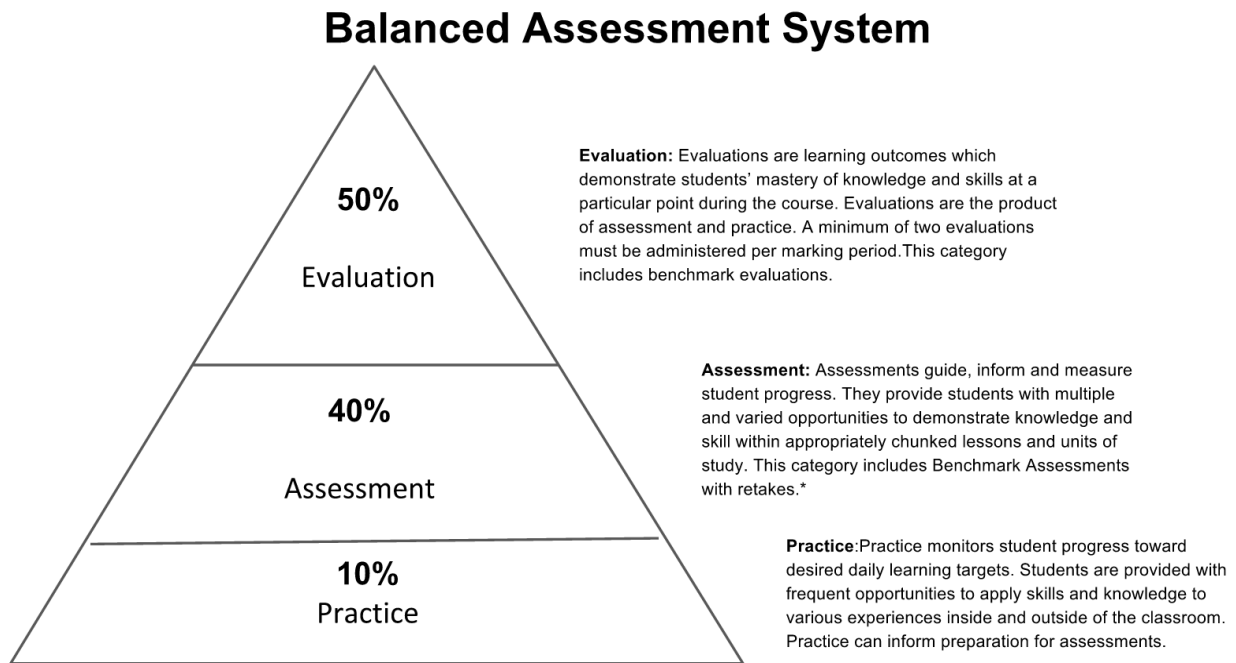 Balanced Assessment System
50%
Evaluation
Evaluation: Evaluations are learning outcomes which
demonstrate students’ mastery of knowledge and skills at a
particular point during the course. Evaluations are the product
of assessment and practice. A minimum of two evaluations
must be administered per marking period.This category
includes benchmark evaluations.
40%
Assessment
Assessment: Assessments guide, inform and measure
student progress. They provide students with multiple
and varied opportunities to demonstrate knowledge and
skill within appropriately chunked lessons and units of
study. This category includes Benchmark Assessments
with retakes.*
10%
Practice
Practice:Practice monitors student progress toward
desired daily learning targets. Students are provided with
frequent opportunities to apply skills and knowledge to
various experiences inside and outside of the classroom.
Practice can inform preparation for assessments.